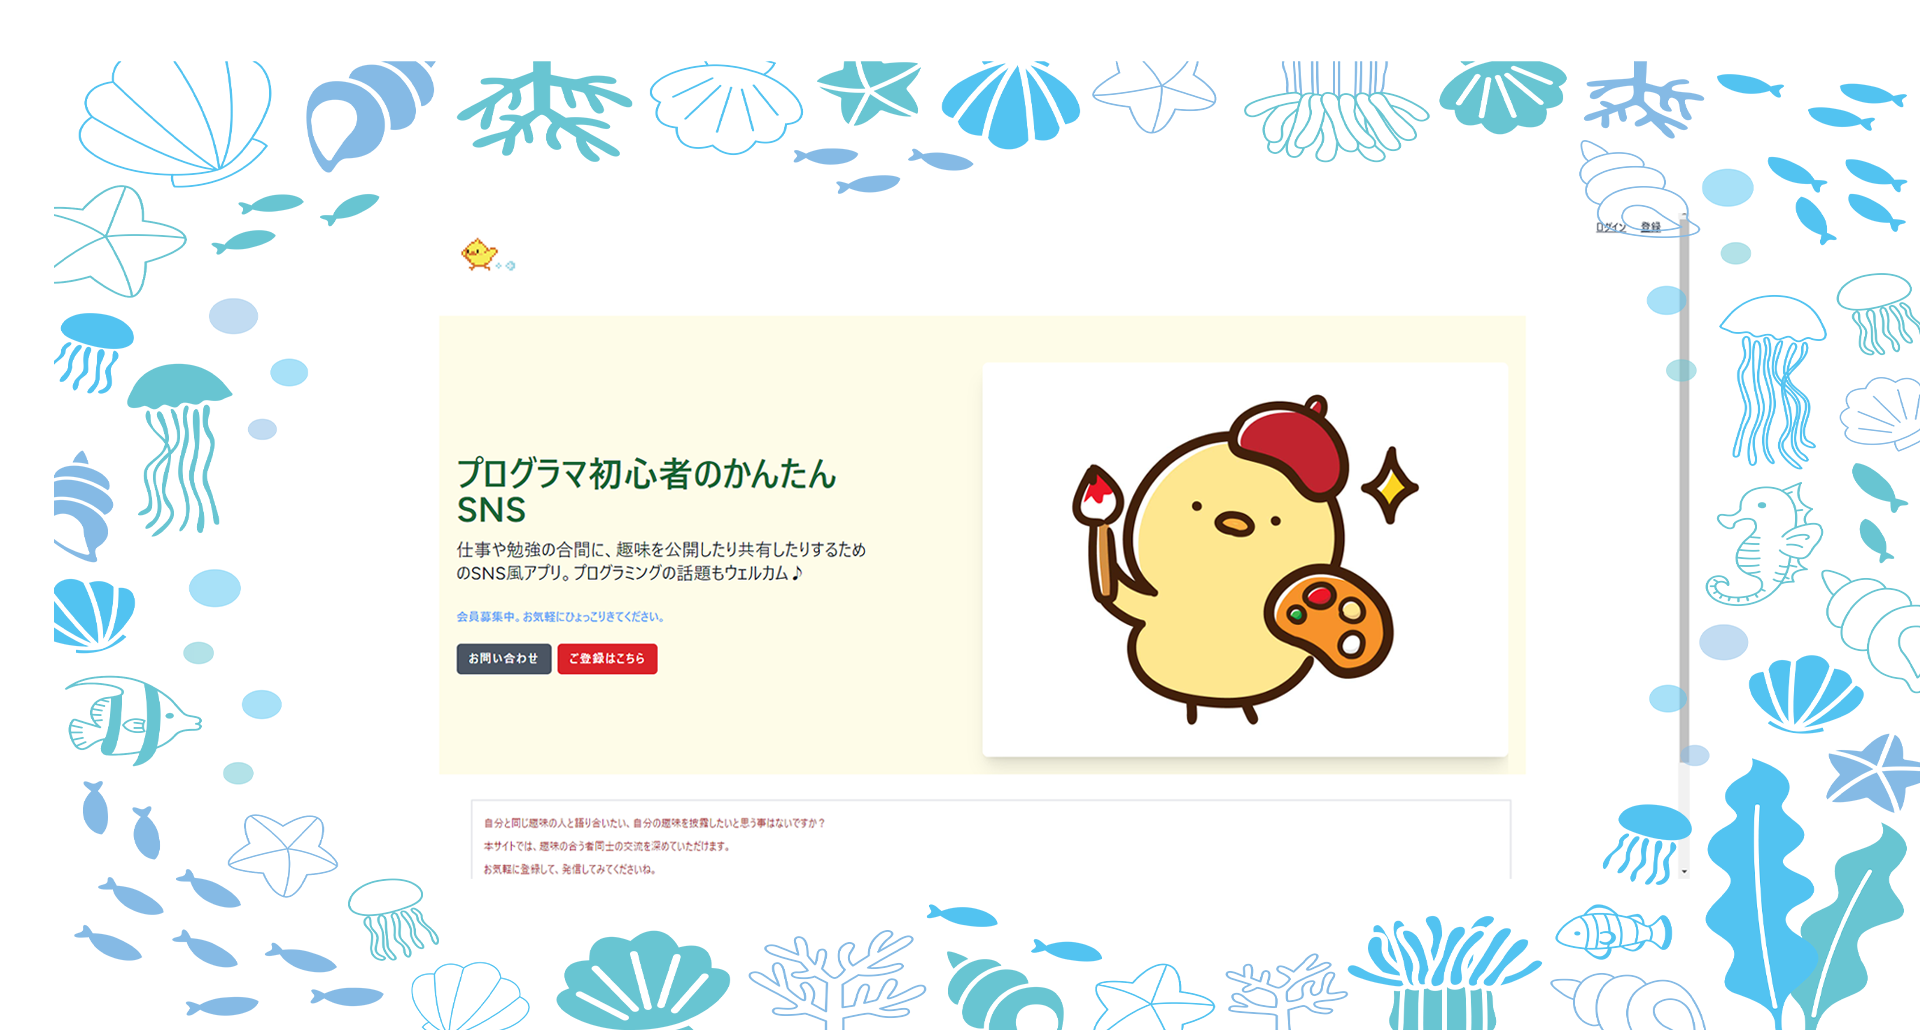 ログイン 登録
プログラマ初心者のかんたん
SNS
仕事や勉強の合間に、趣味を公開したり共有したりするため
のSNS風アプリ。プログラミングの話題もウェルカム♪
会員募集中。お気軽にひょっこりきてください。
お問い合わせ ご登録はこちら
自分と同じ趣味の人と語り合いたい、自分の趣味を披露したいと思う事はないですか？
本サイトでは、趣味の合う者同士の交流を深めていただけます。
お気軽に登録して、発信してみてくださいね。